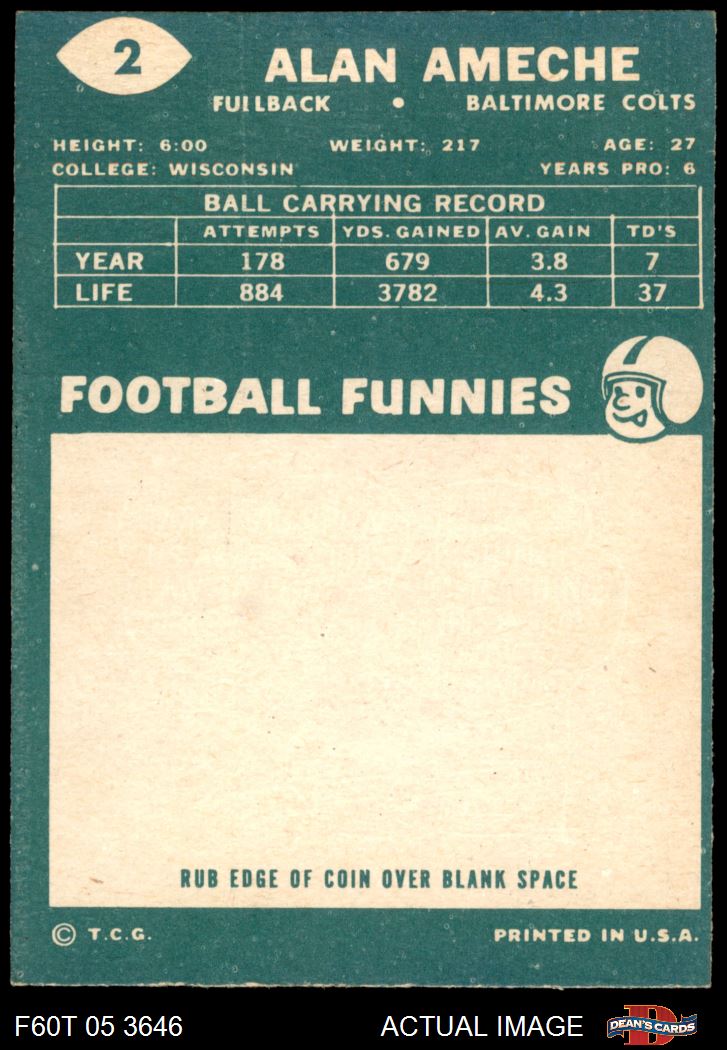 2
ALAN AMECHE
FULLBACK • BALTIMORE COLTS
HEIGHT: 6:00 WEIGHT: 217 AGE: 27
COLLEGE: WISCONSIN YEARS PRO: 6
BALL CARRYING RECORD
ATTEMPTS YDS. GAINED AV. GAIN TD'S
YEAR 178 679 3.8 7
LIFE 884 3782 4.3 37
FOOTBALL FUNNIES
RUB EDGE OF COIN OVER BLANK SPACE
© T.C.G. PRINTED IN U.S.A.
F60T 05 3646 ACTUAL IMAGE DEAN'S CARDS